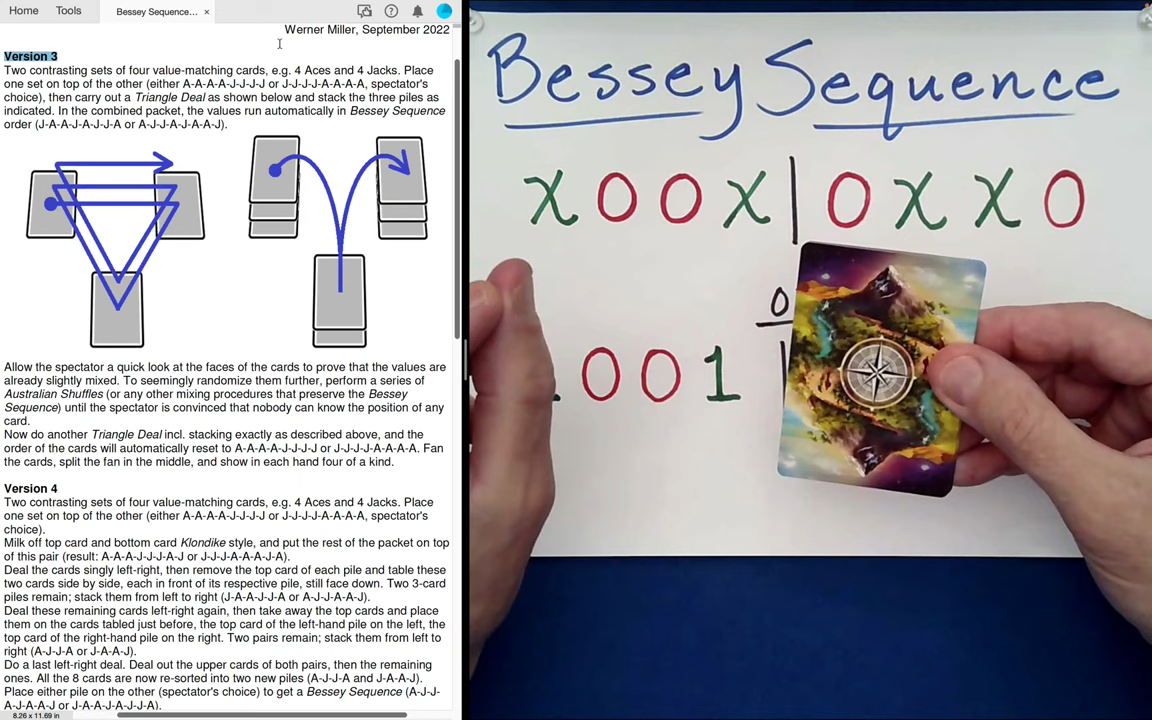 Home
Tools
Bessey Sequence...
×
Werner Miller, September 2022
Version 3
Two contrasting sets of four value-matching cards, e.g. 4 Aces and 4 Jacks. Place
one set on top of the other (either A-A-A-A-J-J-J-J or J-J-J-J-A-A-A-A, spectator's
choice), then carry out a Triangle Deal as shown below and stack the three piles as
indicated. In the combined packet, the values run automatically in Bessey Sequence
order (J-A-A-J-A-J-J-A or A-J-J-A-J-A-A-J).
Allow the spectator a quick look at the faces of the cards to prove that the values are
already slightly mixed. To seemingly randomize them further, perform a series of
Australian Shuffles (or any other mixing procedures that preserve the Bessey
Sequence) until the spectator is convinced that nobody can know the position of any
card.
Now do another Triangle Deal incl. stacking exactly as described above, and the
order of the cards will automatically reset to A-A-A-A-J-J-J-J or J-J-J-J-A-A-A-A. Fan
the cards, split the fan in the middle, and show in each hand four of a kind.
Version 4
Two contrasting sets of four value-matching cards, e.g. 4 Aces and 4 Jacks. Place
one set on top of the other (either A-A-A-A-J-J-J-J or J-J-J-J-A-A-A-A, spectator's
choice).
Milk off top card and bottom card Klondike style, and put the rest of the packet on top
of this pair (result: A-A-A-J-J-J-A-J or J-J-J-A-A-A-J-A).
Deal the cards singly left-right, then remove the top card of each pile and table these
two cards side by side, each in front of its respective pile, still face down. Two 3-card
piles remain; stack them from left to right (J-A-A-J-J-A or A-J-J-A-A-J).
Deal these remaining cards left-right again, then take away the top cards and place
them on the cards tabled just before, the top card of the left-hand pile on the left, the
top card of the right-hand pile on the right. Two pairs remain; stack them from left to
right (A-J-J-A or J-A-A-J).
Do a last left-right deal. Deal out the upper cards of both pairs, then the remaining
ones. All the 8 cards are now re-sorted into two new piles (A-J-J-A and J-A-A-J).
Place either pile on the other (spectator's choice) to get a Bessey Sequence (A-J-J-
A-J-A-A-J or J-A-A-J-A-J-J-A).
8.26 x 11.69 in
Bessey Sequence
X O O X | O X X O
0
0 0 1